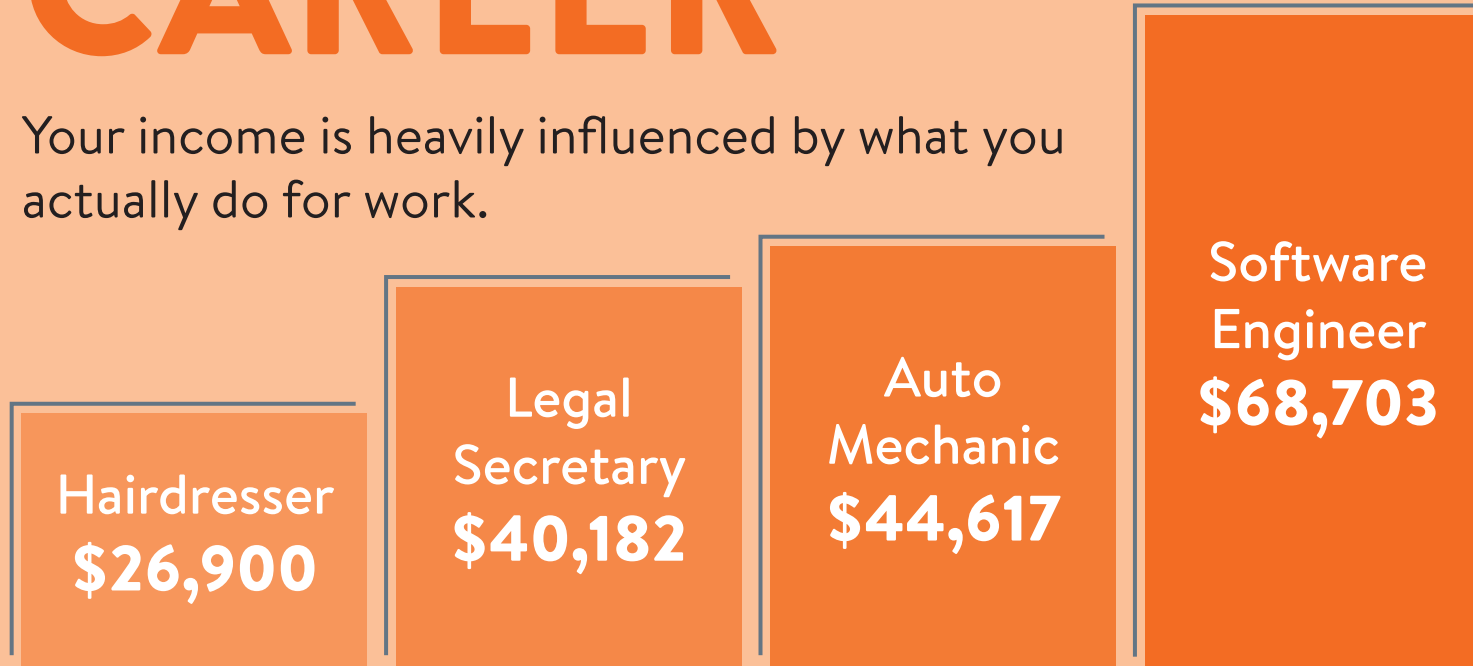 CAREER
Your income is heavily influenced by what you
actually do for work.
Hairdresser
$26,900
Legal
Secretary
$40,182
Auto
Mechanic
$44,617
Software
Engineer
$68,703